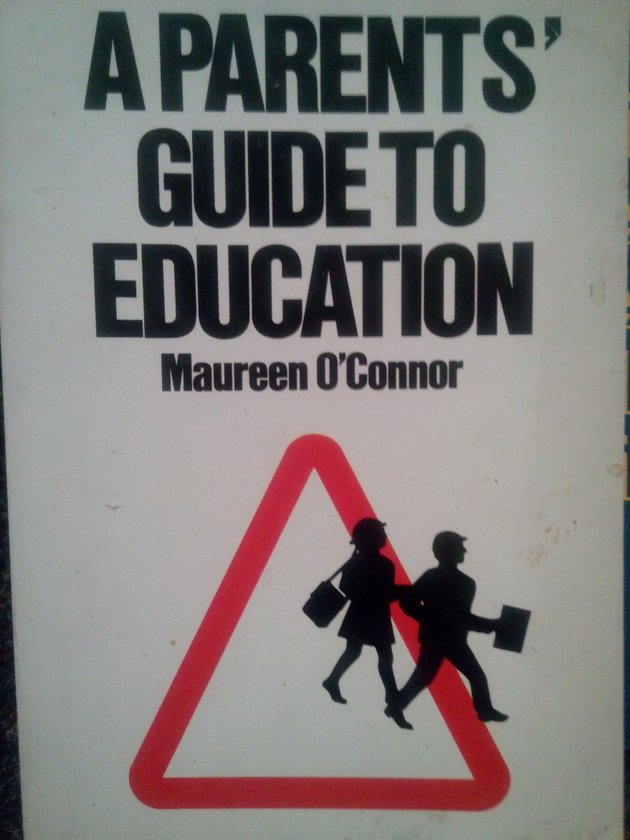 A PARENTS'
GUIDE TO
EDUCATION
Maureen O'Connor